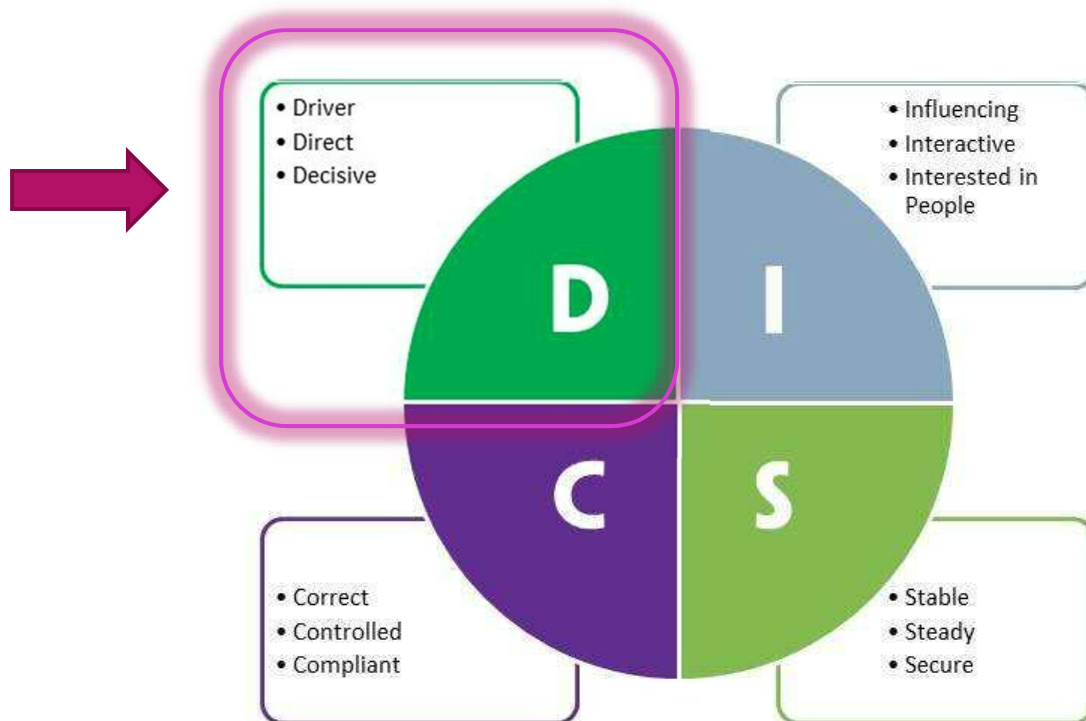 • Driver
• Direct
• Decisive
• Influencing
• Interactive
• Interested in
People
D
I
C
S
• Correct
• Controlled
• Compliant
• Stable
• Steady
• Secure